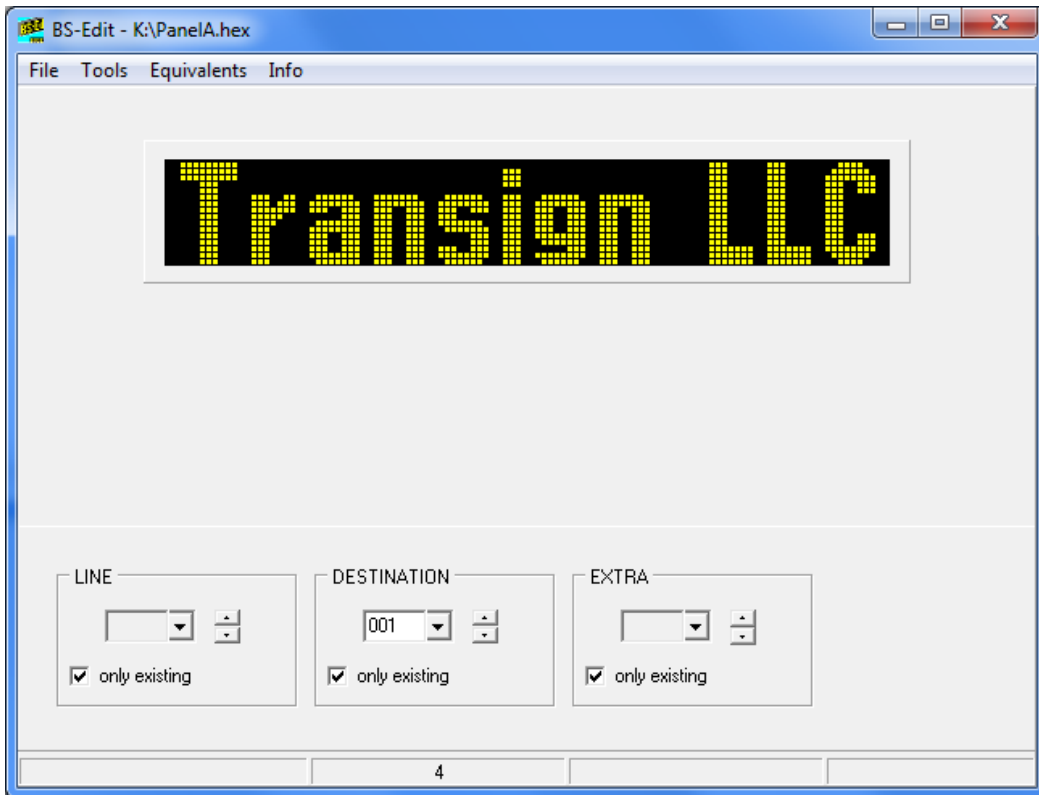 BS-Edit - K:\PanelA.hex
File Tools Equivalents Info
Transign LLC
LINE DESTINATION EXTRA
001
only existing only existing only existing
4